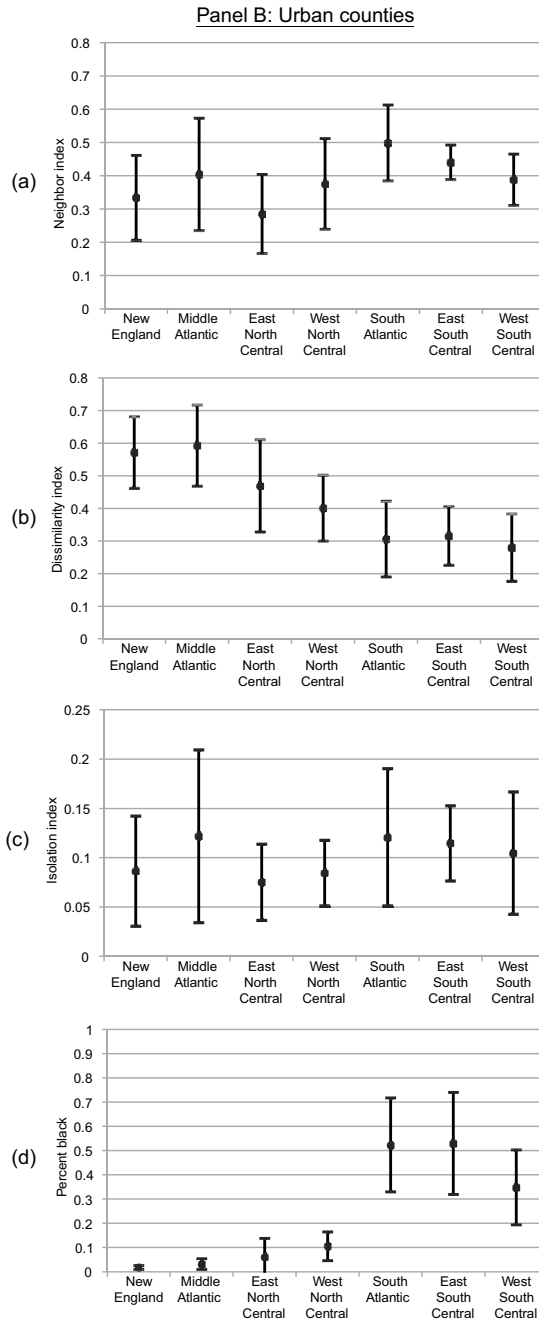 Panel B: Urban counties
(a)
Neighbor index
0.8
0.7
0.6
0.5
0.4
0.3
0.2
0.1
0
New England
Middle Atlantic
East North Central
West North Central
South Atlantic
East South Central
West South Central
(b)
Dissimilarity index
0.8
0.7
0.6
0.5
0.4
0.3
0.2
0.1
0
New England
Middle Atlantic
East North Central
West North Central
South Atlantic
East South Central
West South Central
(c)
Isolation index
0.25
0.2
0.15
0.1
0.05
0
New England
Middle Atlantic
East North Central
West North Central
South Atlantic
East South Central
West South Central
(d)
Percent black
1
0.9
0.8
0.7
0.6
0.5
0.4
0.3
0.2
0.1
0
New England
Middle Atlantic
East North Central
West North Central
South Atlantic
East South Central
West South Central